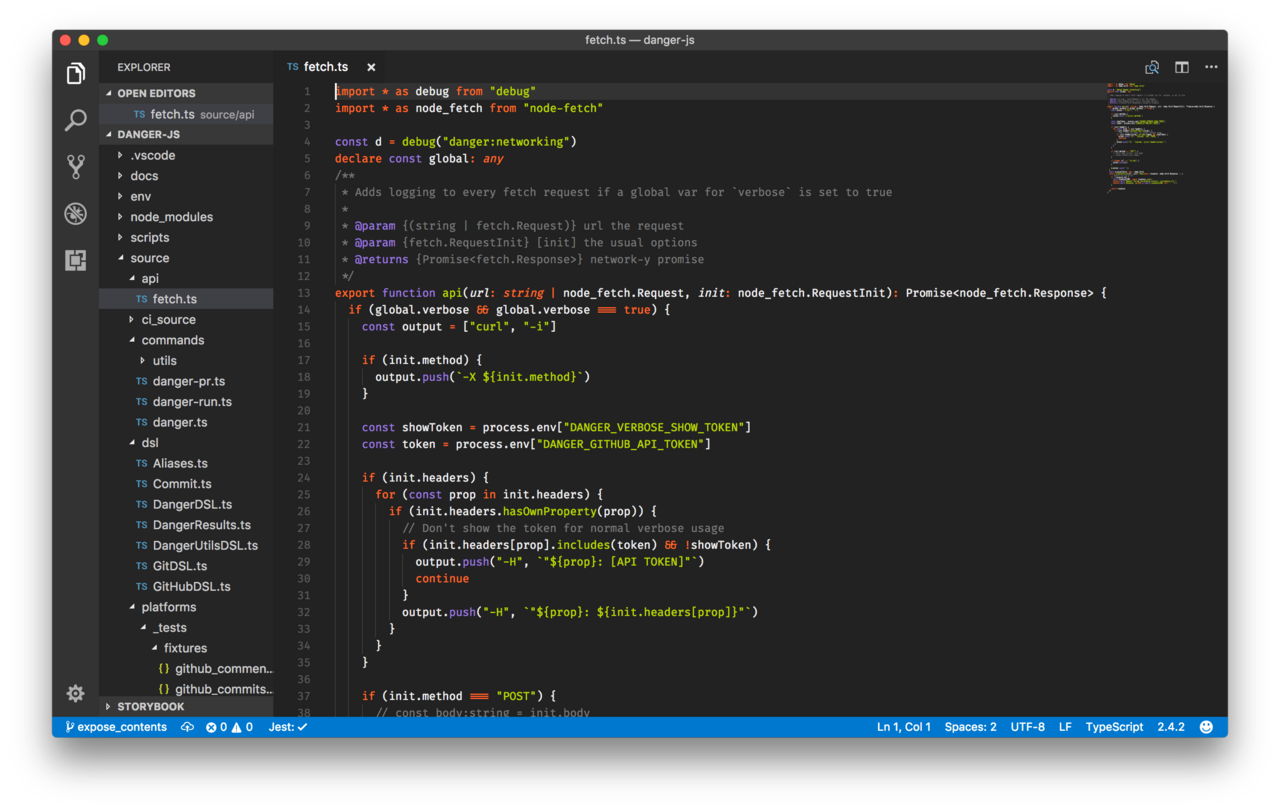 fetch.ts — danger-js
EXPLORER
OPEN EDITORS
TS fetch.ts source/api
DANGER-JS
.vscode
docs
env
node_modules
scripts
source
api
TS fetch.ts
ci_source
commands
utils
TS danger-pr.ts
TS danger-run.ts
TS danger.ts
dsl
TS Aliases.ts
TS Commit.ts
TS DangerDSL.ts
TS DangerResults.ts
TS DangerUtilsDSL.ts
TS GitDSL.ts
TS GitHubDSL.ts
platforms
_tests
fixtures
{} github_commen...
{} github_commits...
STORYBOOK
TS fetch.ts ×
1 import * as debug from "debug"
2 import * as node_fetch from "node-fetch"
3
4 const d = debug("danger:networking")
5 declare const global: any
6 /**
7 * Adds logging to every fetch request if a global var for `verbose` is set to true
8 *
9 * @param {(string | fetch.Request)} url the request
10 * @param {fetch.RequestInit} [init] the usual options
11 * @returns {Promise<fetch.Response>} network-y promise
12 */
13 export function api(url: string | node_fetch.Request, init: node_fetch.RequestInit): Promise<node_fetch.Response> {
14 if (global.verbose && global.verbose === true) {
15 const output = ["curl", "-i"]
16
17 if (init.method) {
18 output.push(`-X ${init.method}`)
19 }
20
21 const showToken = process.env["DANGER_VERBOSE_SHOW_TOKEN"]
22 const token = process.env["DANGER_GITHUB_API_TOKEN"]
23
24 if (init.headers) {
25 for (const prop in init.headers) {
26 if (init.headers.hasOwnProperty(prop)) {
27 // Don't show the token for normal verbose usage
28 if (init.headers[prop].includes(token) && !showToken) {
29 output.push("-H", `"${prop}: [API TOKEN]"`)
30 continue
31 }
32 output.push("-H", `"${prop}: ${init.headers[prop]}"`)
33 }
34 }
35 }
36
37 if (init.method === "POST") {
38 // const body:string = init.body
expose_contents 0 0 Jest: ✓ Ln 1, Col 1 Spaces: 2 UTF-8 LF TypeScript 2.4.2